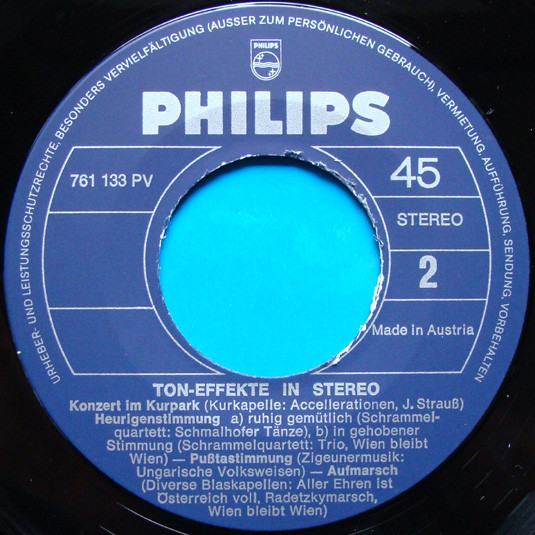 URHEBER- UND LEISTUNGSSCHUTZRECHTE, BESONDERS VERVIELFÄLTIGUNG (AUSSER ZUM PERSÖNLICHEN GEBRAUCH), VERMIETUNG, AUFFÜHRUNG, SENDUNG, VORBEHALTEN
PHILIPS
PHILIPS
761 133 PV
45
STEREO
2
Made in Austria
TON-EFFEKTE IN STEREO
Konzert im Kurpark (Kurkapelle: Accellerationen, J. Strauß)
Heurigenstimmung a) ruhig gemütlich (Schrammel-
quartett: Schmalhofer Tänze), b) in gehobener
Stimmung (Schrammelquartett: Trio, Wien bleibt
Wien) — Pußtastimmung (Zigeunermusik:
Ungarische Volksweisen) — Aufmarsch
(Diverse Blaskapellen: Aller Ehren ist
Österreich voll, Radetzkymarsch,
Wien bleibt Wien)